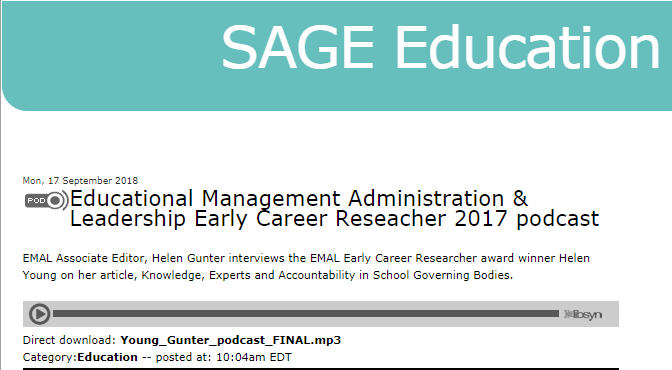 SAGE Education
Mon, 17 September 2018
POD
Educational Management Administration &
Leadership Early Career Reseacher 2017 podcast
EMAL Associate Editor, Helen Gunter interviews the EMAL Early Career Researcher award winner Helen
Young on her article, Knowledge, Experts and Accountability in School Governing Bodies.
libsyn
Direct download: Young_Gunter_podcast_FINAL.mp3
Category:Education -- posted at: 10:04am EDT